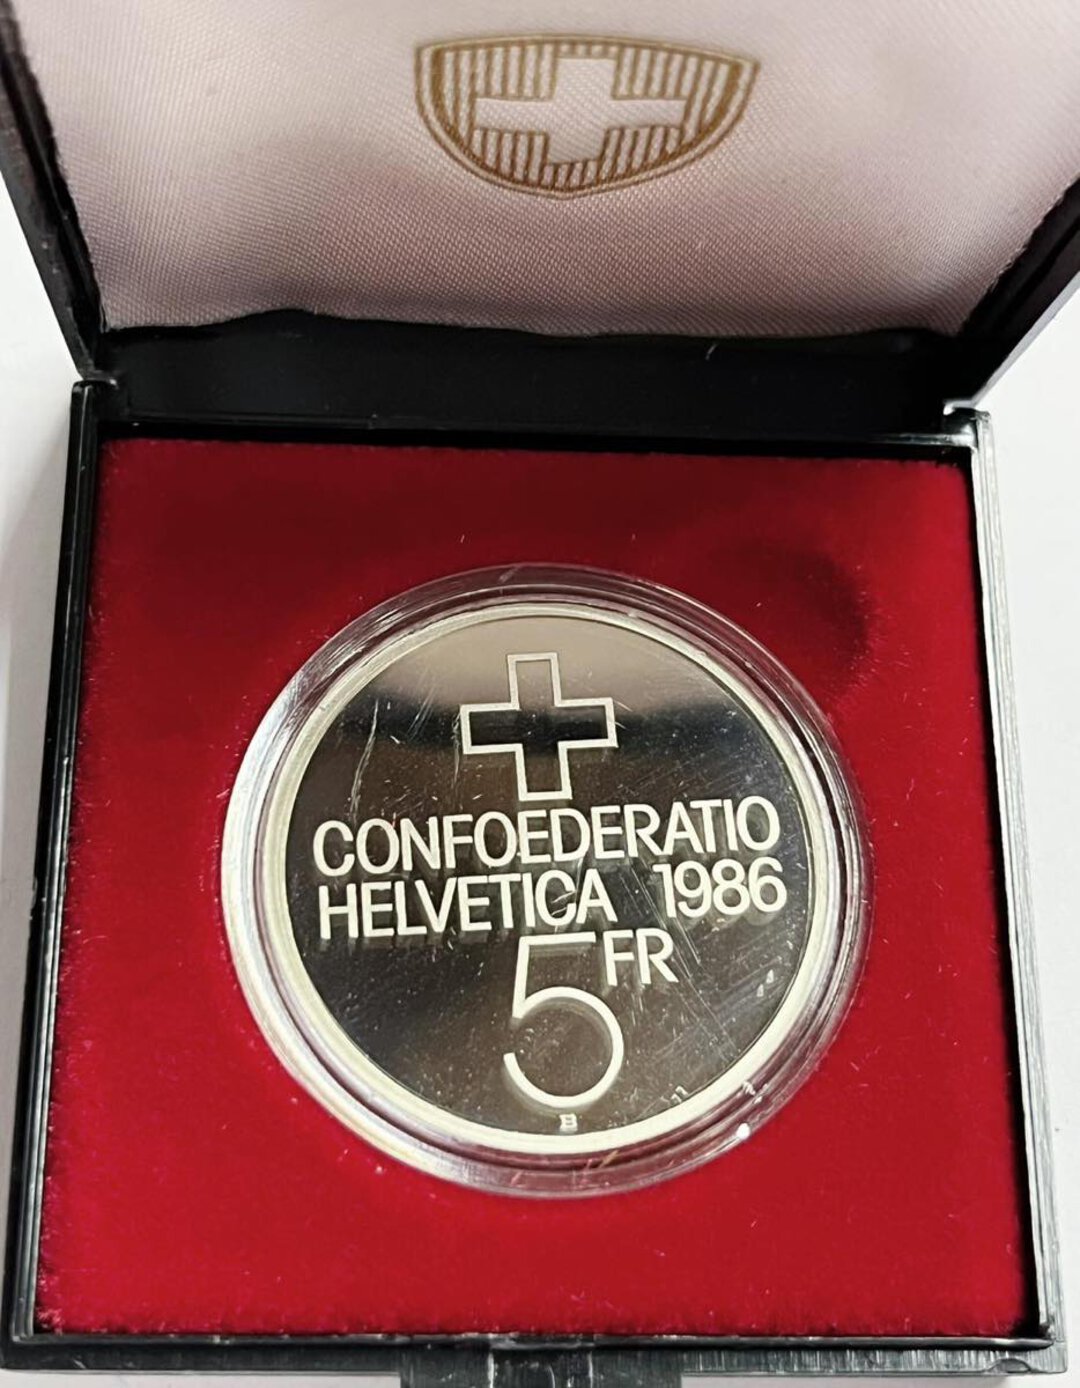 CONFOEDERATIO
HELVETICA 1986
5 FR
B